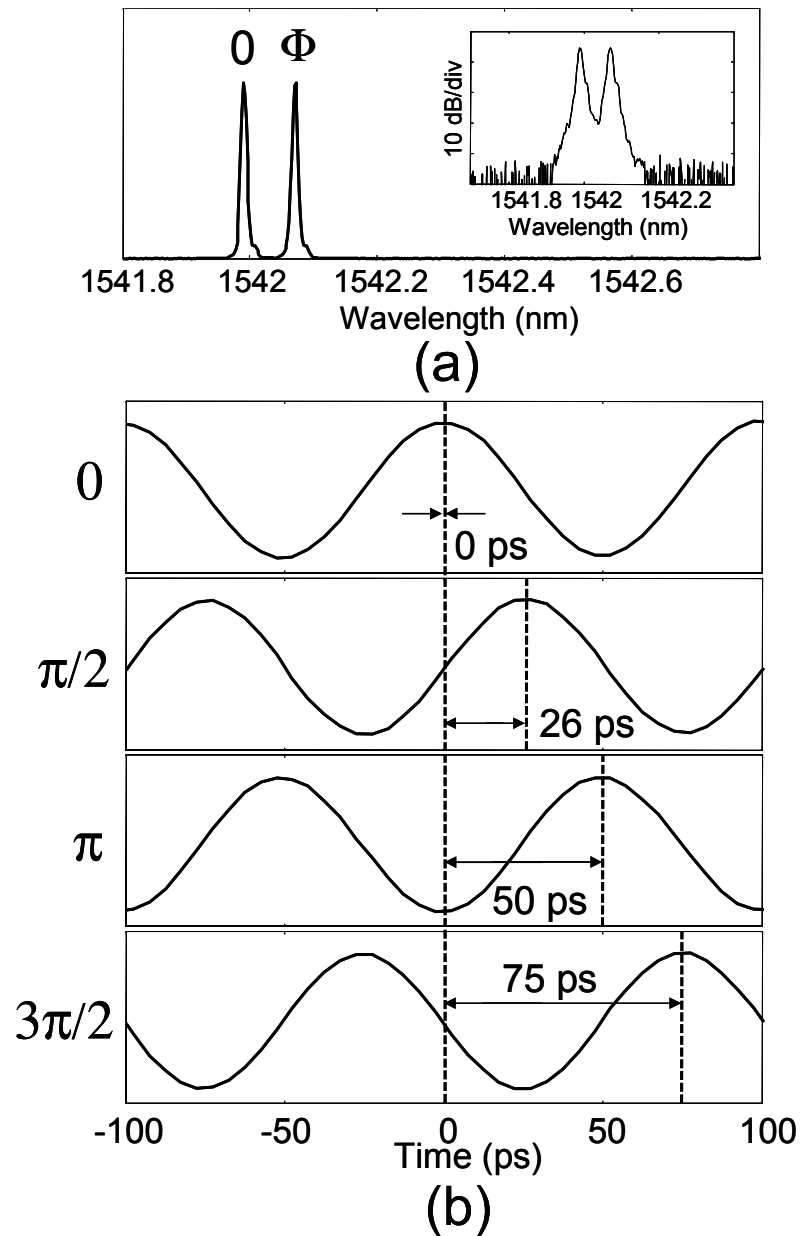 0 Φ
10 dB/div
1541.8 1542 1542.2
Wavelength (nm)
1541.8 1542 1542.2 1542.4 1542.6
Wavelength (nm)
(a)
0
0 ps
π/2
26 ps
π
50 ps
3π/2
75 ps
-100 -50 0 50 100
Time (ps)
(b)